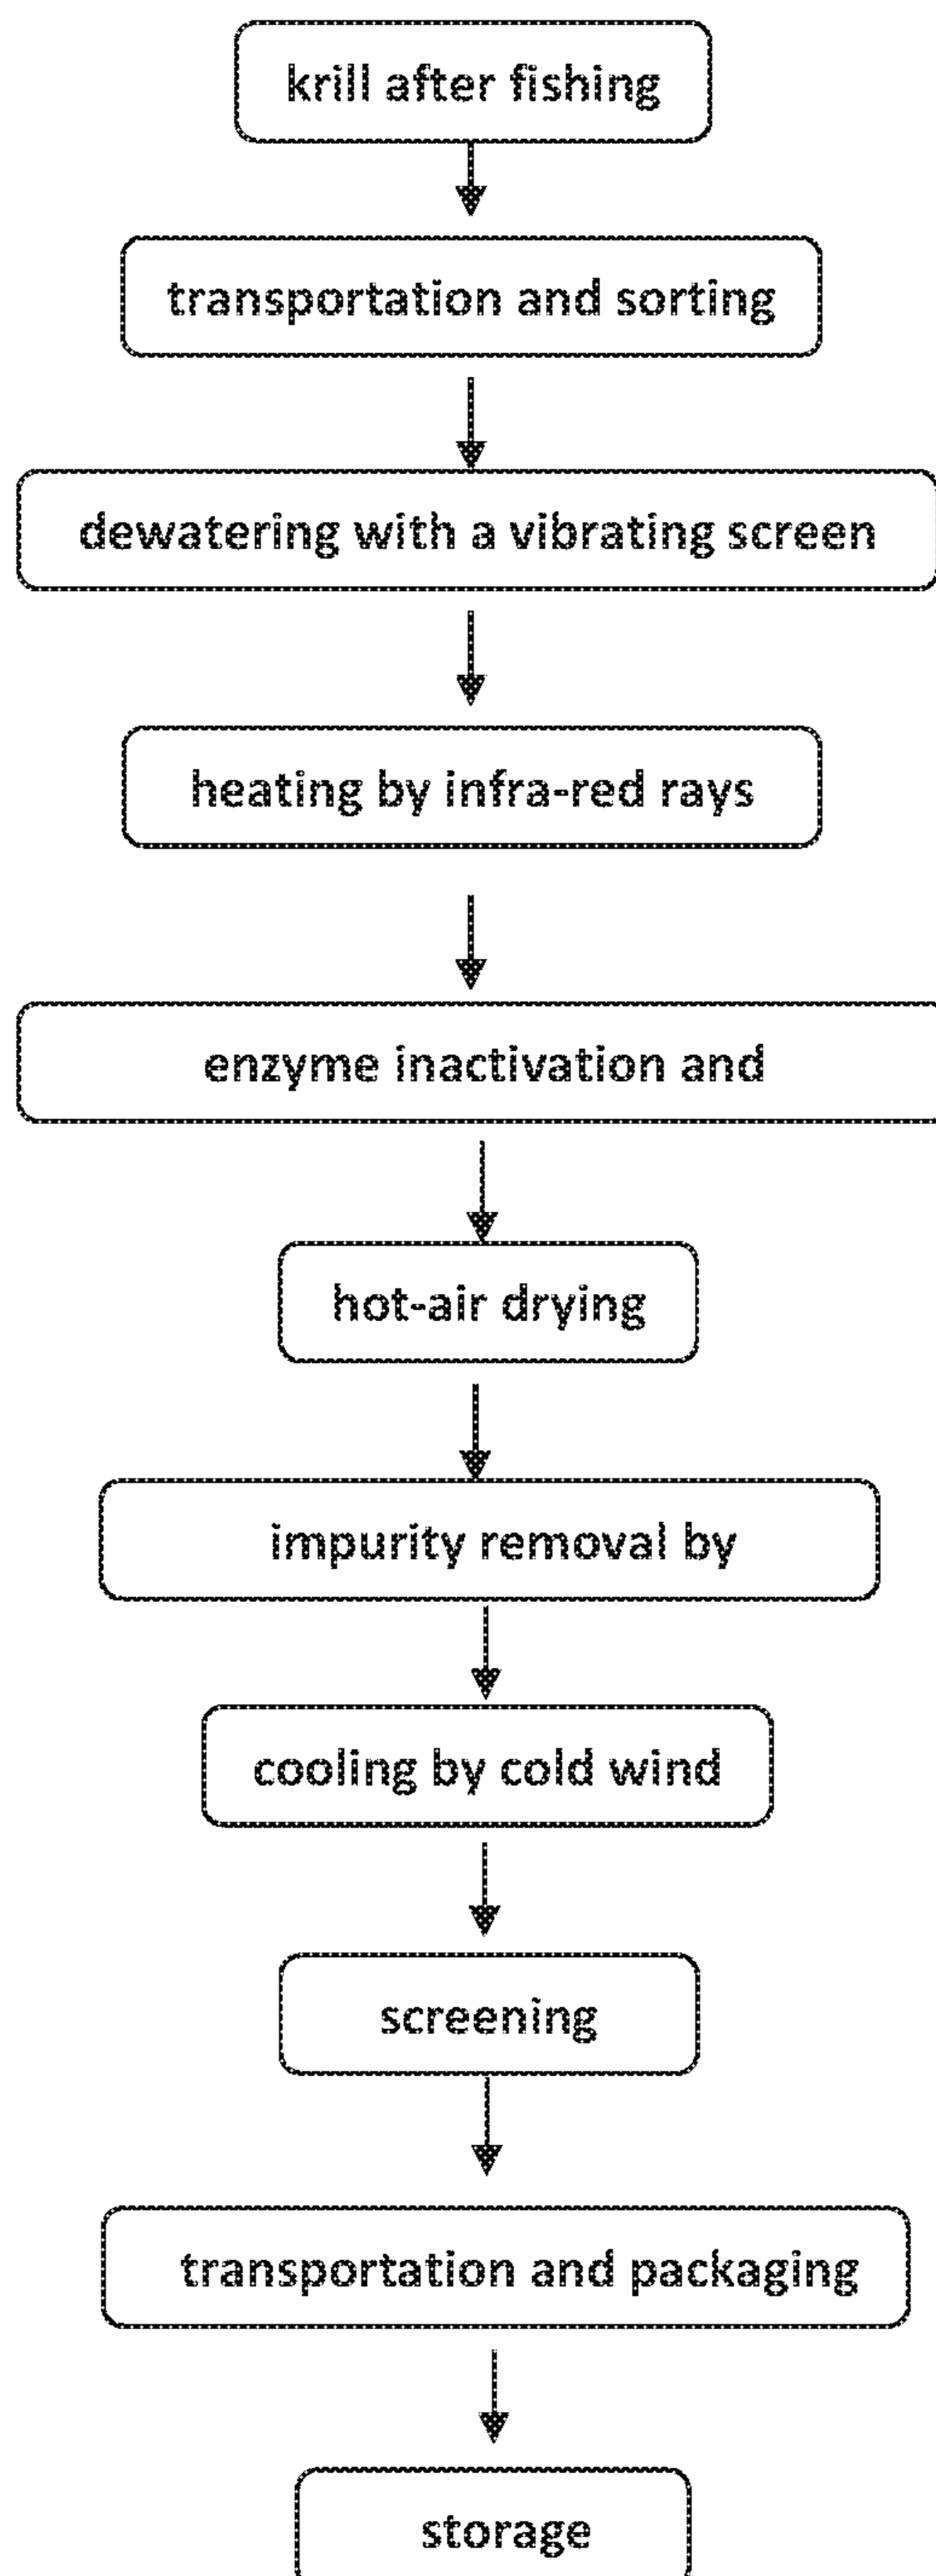 krill after fishing
transportation and sorting
dewatering with a vibrating screen
heating by infra-red rays
enzyme inactivation and
hot-air drying
impurity removal by
cooling by cold wind
screening
transportation and packaging
storage